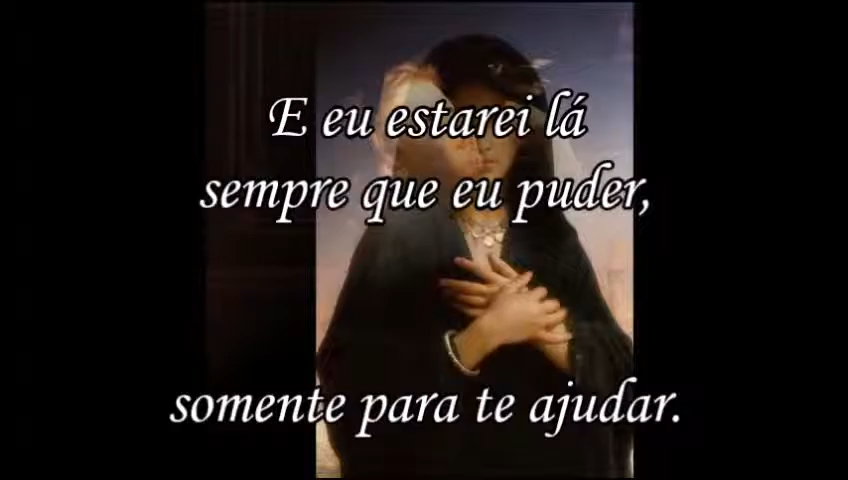 E eu estarei lá
sempre que eu puder,
somente para te ajudar.